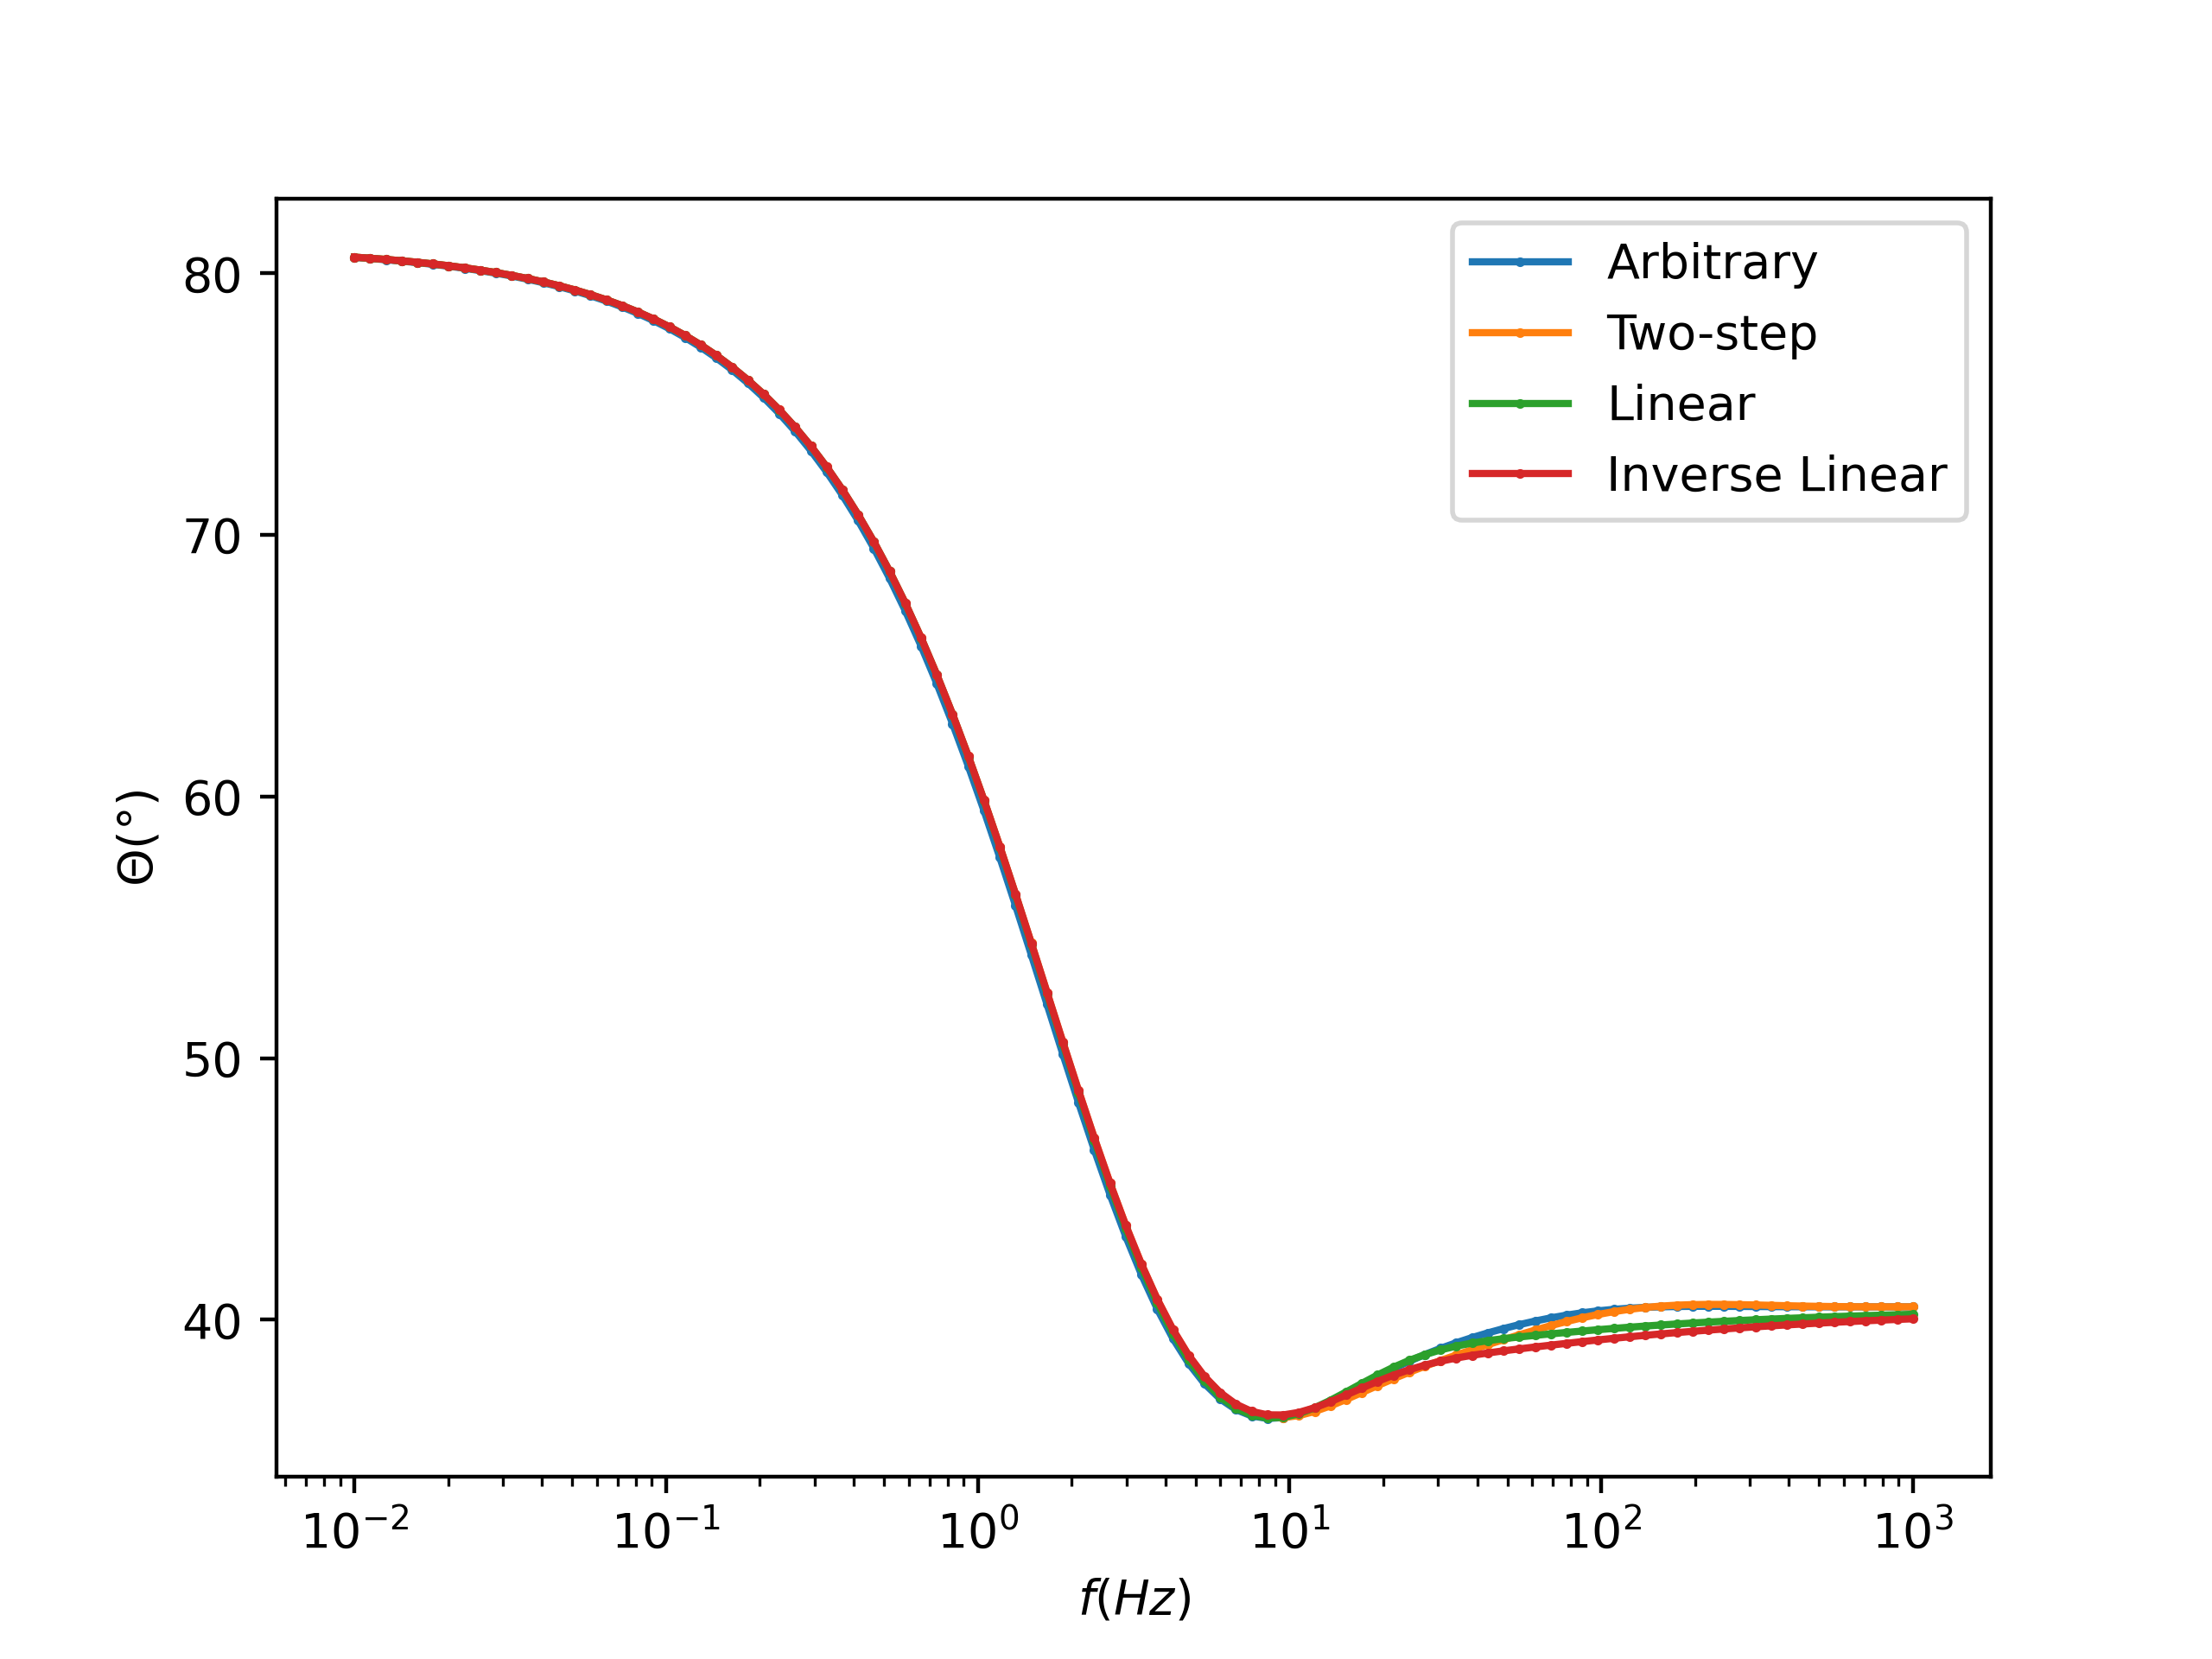 Arbitrary
Two-step
Linear
Inverse Linear
80
70
60
50
40
Θ(°)
10⁻² 10⁻¹ 10⁰ 10¹ 10² 10³
f(Hz)